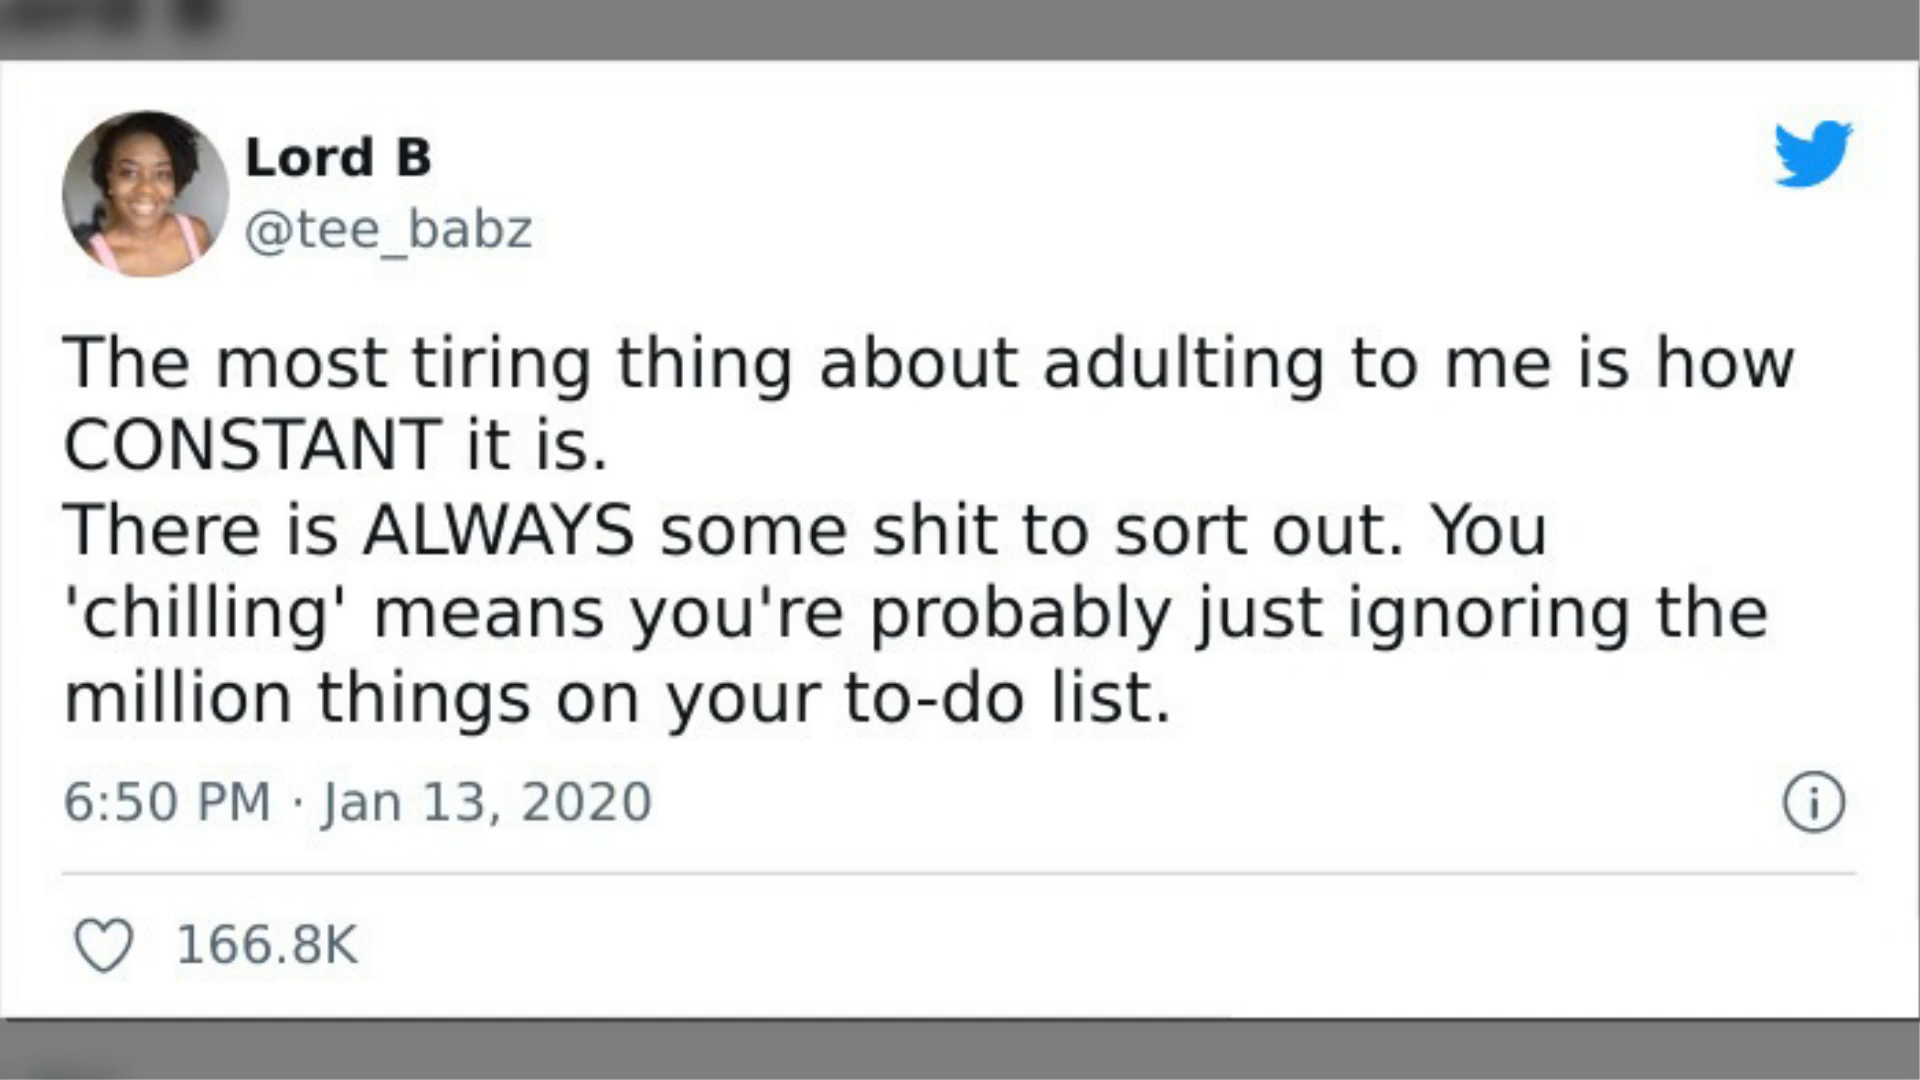 Lord B
@tee_babz
The most tiring thing about adulting to me is how
CONSTANT it is.
There is ALWAYS some shit to sort out. You
'chilling' means you're probably just ignoring the
million things on your to-do list.
6:50 PM · Jan 13, 2020
166.8K